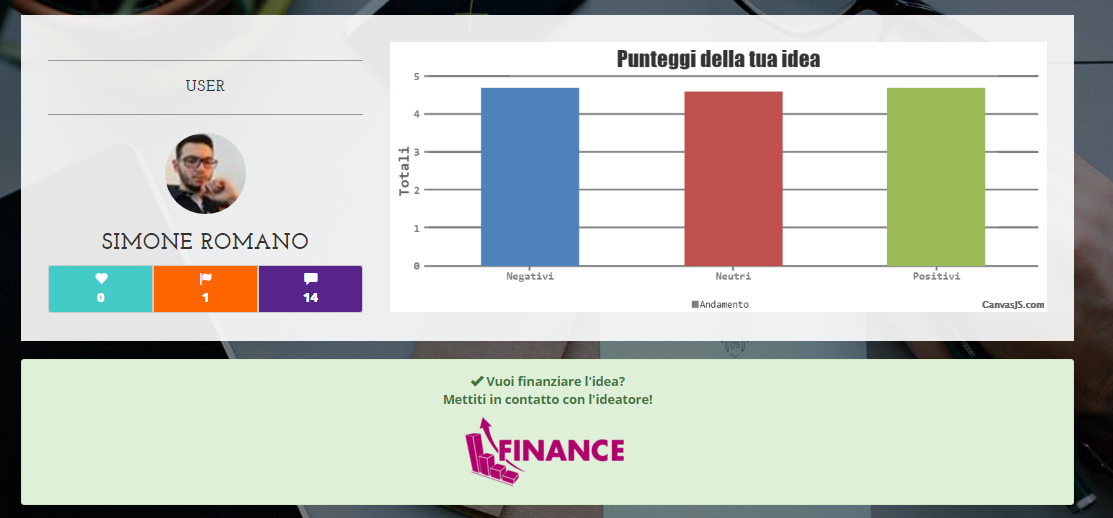 USER
SIMONE ROMANO
0
1
14
Punteggi della tua idea
Totali
5
4
3
2
1
0
Negativi
Neutri
Positivi
Andamento
CanvasJS.com
Vuoi finanziare l'idea?
Mettiti in contatto con l'ideatore!
FINANCE